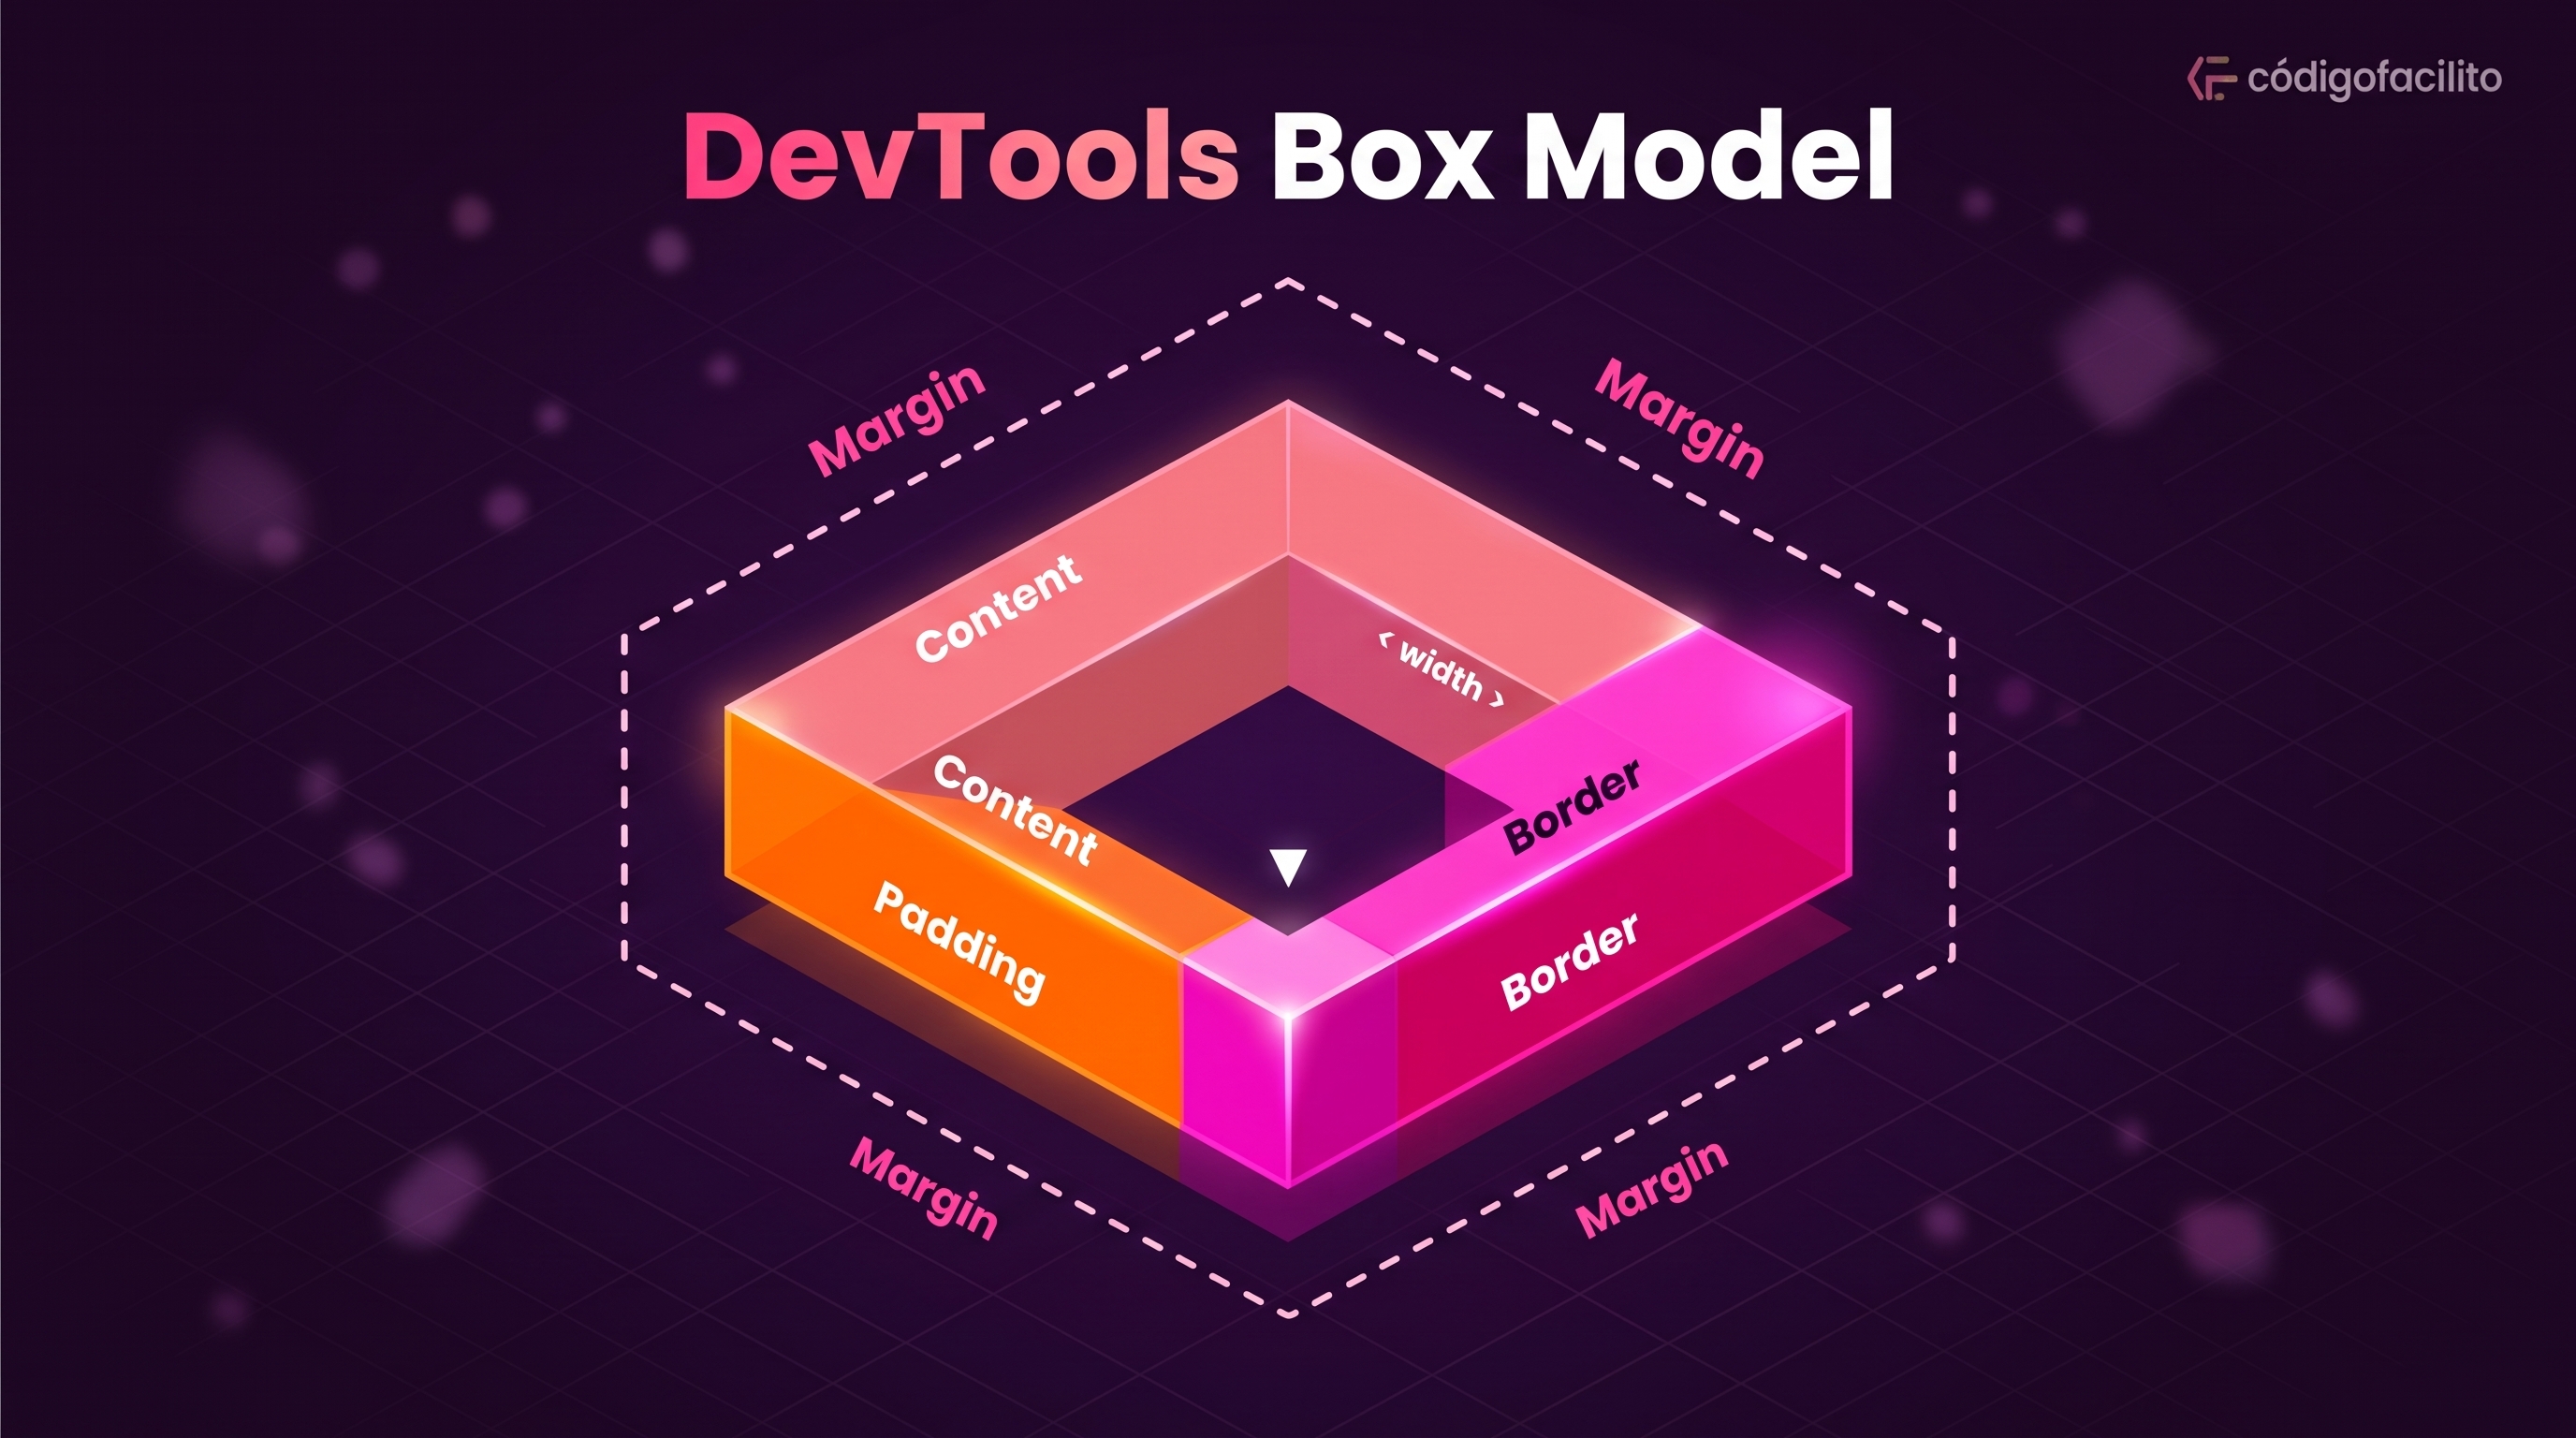 códigofacilito
DevTools Box Model
Margin
Margin
Content
‹ width ›
Content
Border
Padding
Border
Margin
Margin